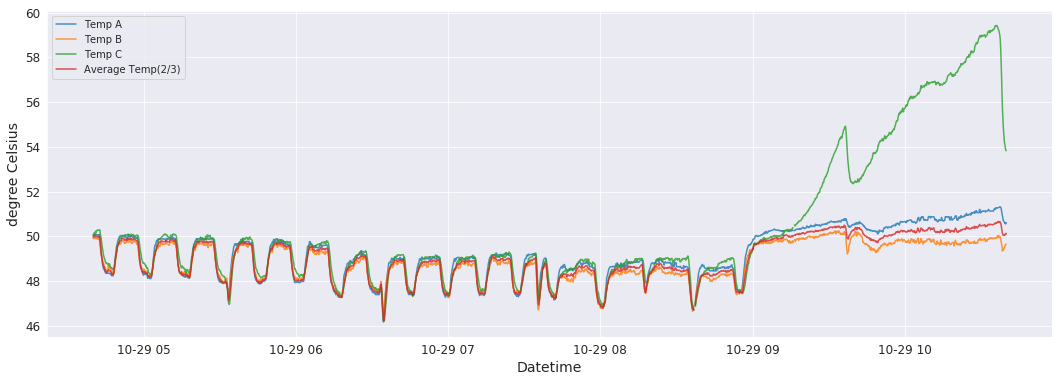 60
58
56
54
52
50
48
46
degree Celsius
Temp A
Temp B
Temp C
Average Temp(2/3)
10-29 05
10-29 06
10-29 07
10-29 08
10-29 09
10-29 10
Datetime